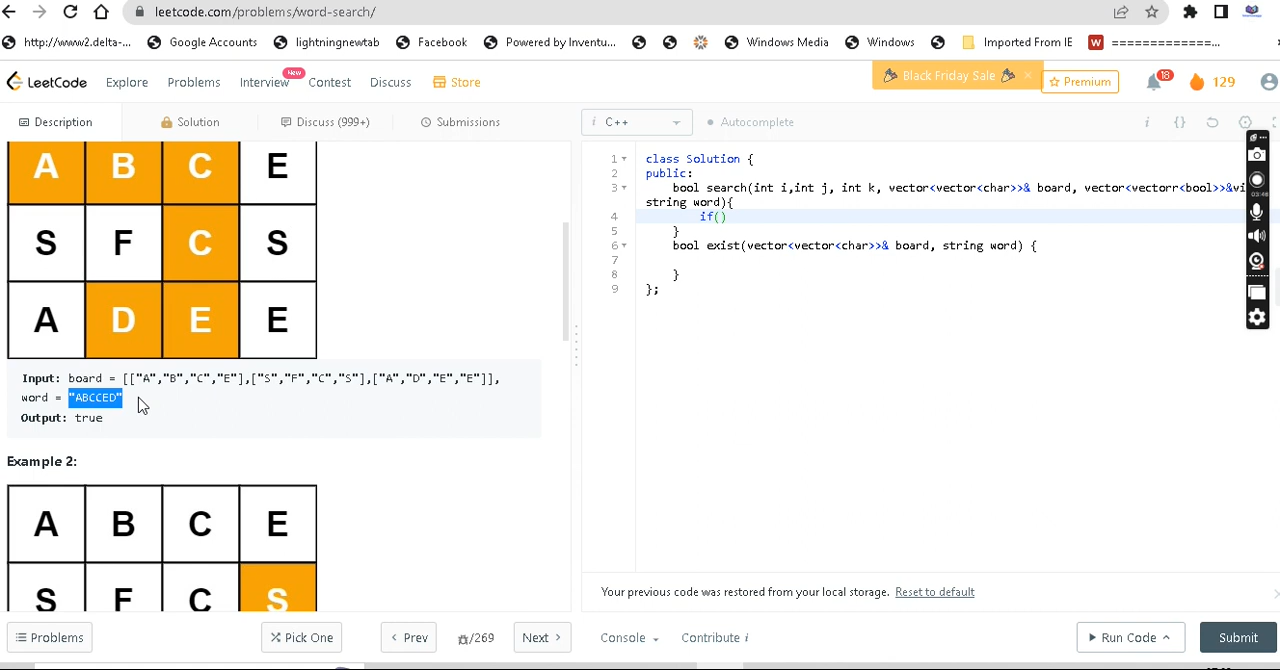 leetcode.com/problems/word-search/
http://www2.delta-... Google Accounts lightningnewtab Facebook Powered by Inventu... Windows Media Windows Imported From IE W =============...
LeetCode Explore Problems Interview New Contest Discuss Store Black Friday Sale × Premium 18 129
Description Solution Discuss (999+) Submissions i C++ Autocomplete i {}
A B C E
S F C S
A D E E
Input: board = [["A","B","C","E"],["S","F","C","S"],["A","D","E","E"]],
word = "ABCCED"
Output: true
Example 2:
A B C E
S F C S
1 class Solution {
2 public:
3 bool search(int i,int j, int k, vector<vector<char>>& board, vector<vectorr<bool>>&vi
string word){
4 if()
5 }
6 bool exist(vector<vector<char>>& board, string word) {
7
8 }
9 };
03:46
Your previous code was restored from your local storage. Reset to default
Problems Pick One Prev /269 Next Console Contribute i Run Code Submit